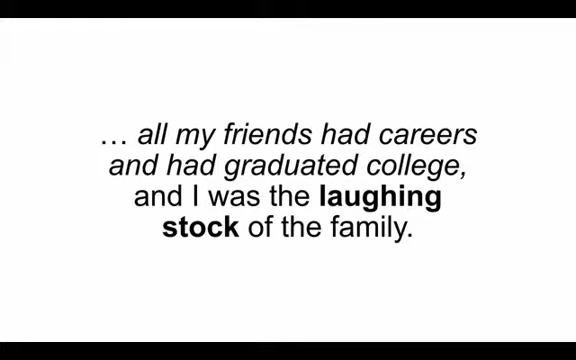 … all my friends had careers
and had graduated college,
and I was the laughing
stock of the family.